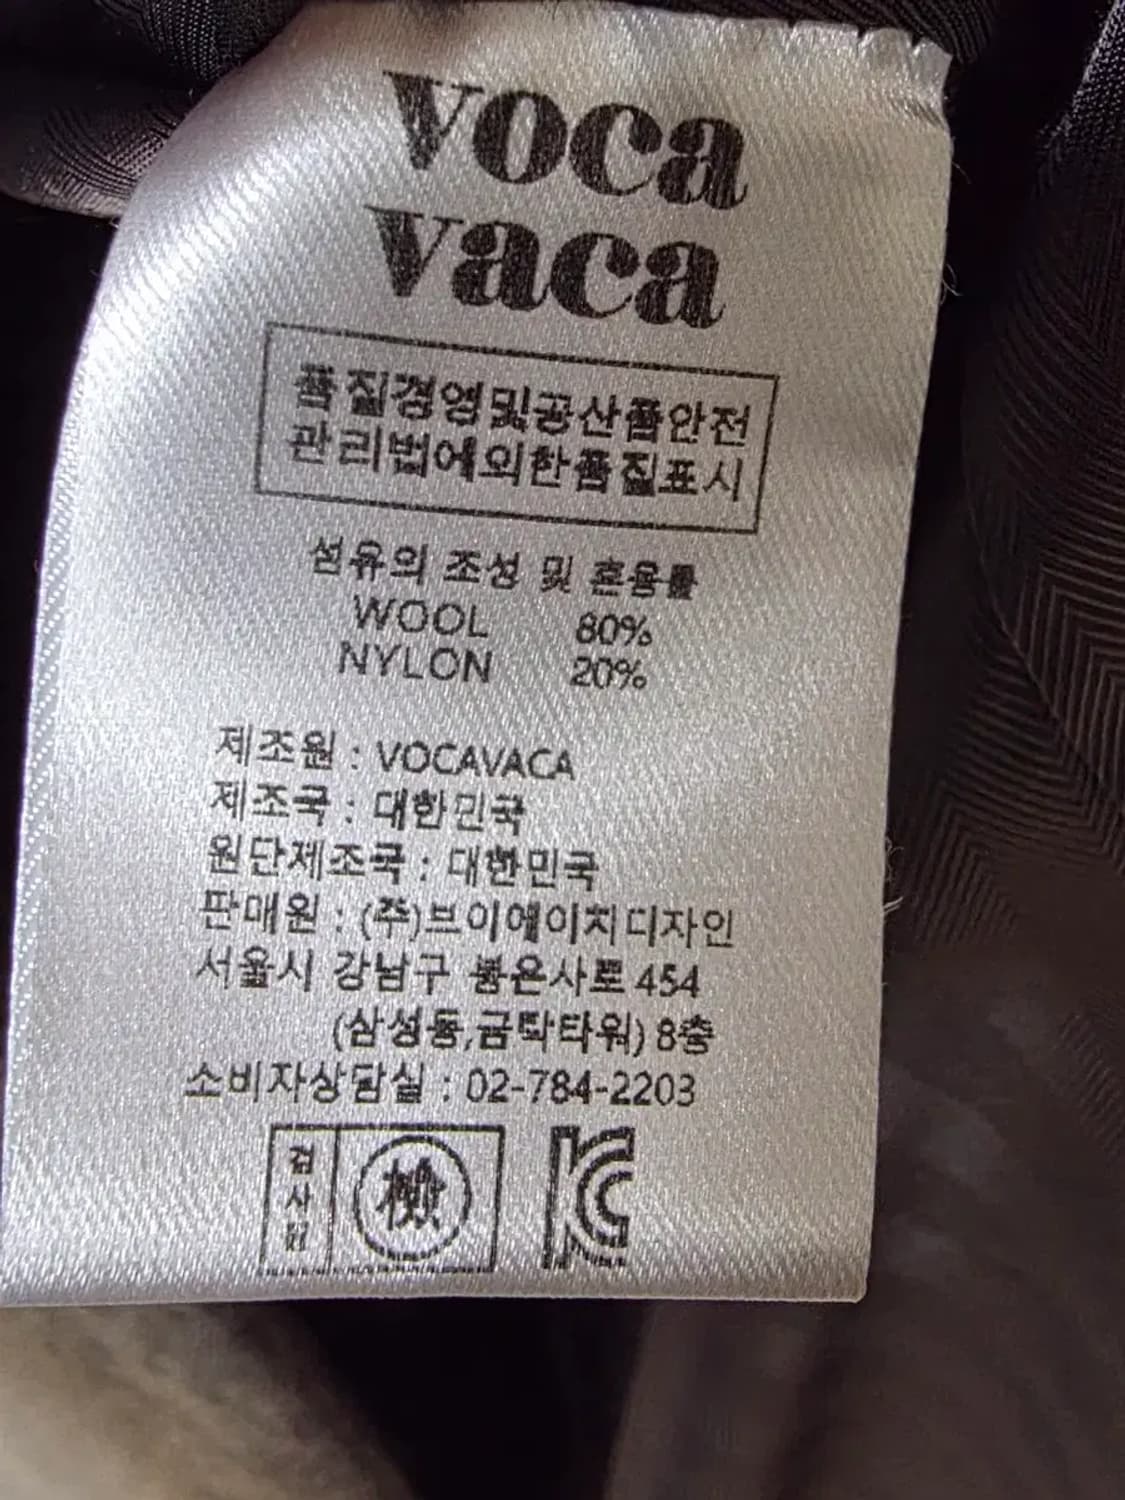 voca
vaca
품질경영및공산품안전
관리법에의한품질표시
섬유의 조성 및 혼용률
WOOL 80%
NYLON 20%
제조원 : VOCAVACA
제조국 : 대한민국
원단제조국 : 대한민국
판매원 : (주)브이에이치디자인
서울시 강남구 봉은사로 454
(삼성동,금탁타워) 8층
소비자상담실 : 02-784-2203
검사필
檢
KC